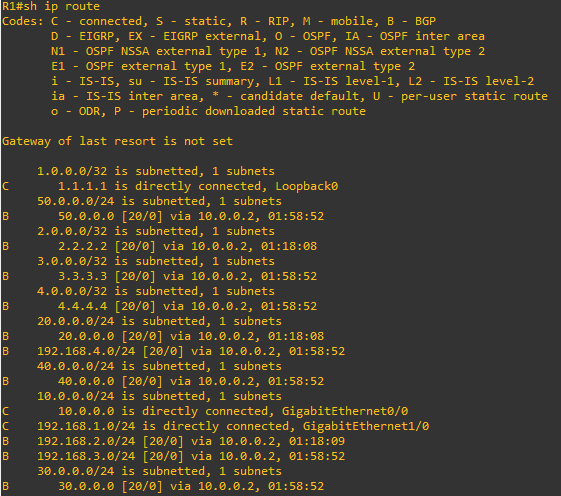 R1#sh ip route
Codes: C - connected, S - static, R - RIP, M - mobile, B - BGP
D - EIGRP, EX - EIGRP external, O - OSPF, IA - OSPF inter area
N1 - OSPF NSSA external type 1, N2 - OSPF NSSA external type 2
E1 - OSPF external type 1, E2 - OSPF external type 2
i - IS-IS, su - IS-IS summary, L1 - IS-IS level-1, L2 - IS-IS level-2
ia - IS-IS inter area, * - candidate default, U - per-user static route
o - ODR, P - periodic downloaded static route
Gateway of last resort is not set
1.0.0.0/32 is subnetted, 1 subnets
C 1.1.1.1 is directly connected, Loopback0
50.0.0.0/24 is subnetted, 1 subnets
B 50.0.0.0 [20/0] via 10.0.0.2, 01:58:52
2.0.0.0/32 is subnetted, 1 subnets
B 2.2.2.2 [20/0] via 10.0.0.2, 01:18:08
3.0.0.0/32 is subnetted, 1 subnets
B 3.3.3.3 [20/0] via 10.0.0.2, 01:58:52
4.0.0.0/32 is subnetted, 1 subnets
B 4.4.4.4 [20/0] via 10.0.0.2, 01:58:52
20.0.0.0/24 is subnetted, 1 subnets
B 20.0.0.0 [20/0] via 10.0.0.2, 01:18:08
B 192.168.4.0/24 [20/0] via 10.0.0.2, 01:58:52
40.0.0.0/24 is subnetted, 1 subnets
B 40.0.0.0 [20/0] via 10.0.0.2, 01:58:52
10.0.0.0/24 is subnetted, 1 subnets
C 10.0.0.0 is directly connected, GigabitEthernet0/0
C 192.168.1.0/24 is directly connected, GigabitEthernet1/0
B 192.168.2.0/24 [20/0] via 10.0.0.2, 01:18:09
B 192.168.3.0/24 [20/0] via 10.0.0.2, 01:58:52
30.0.0.0/24 is subnetted, 1 subnets
B 30.0.0.0 [20/0] via 10.0.0.2, 01:58:52